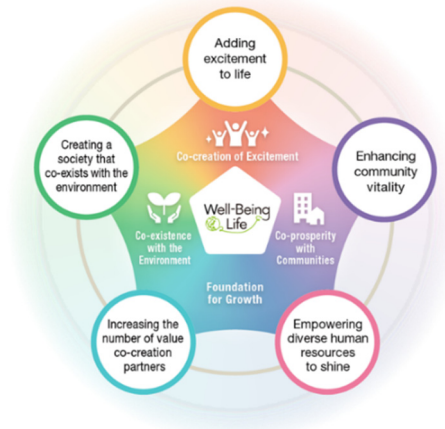 Adding
excitement
to life
Co-creation of Excitement
Creating a
society that
co-exists with the
environment
Enhancing
community
vitality
Well-Being
Life
Co-existence
with the
Environment
Co-prosperity
with
Communities
Foundation
for Growth
Increasing the
number of value
co-creation
partners
Empowering
diverse human
resources
to shine